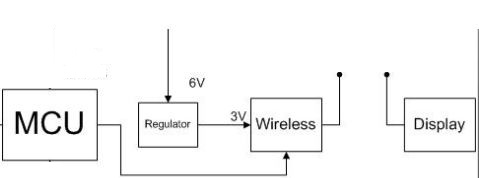 6V
MCU
Regulator
3V
Wireless
Display